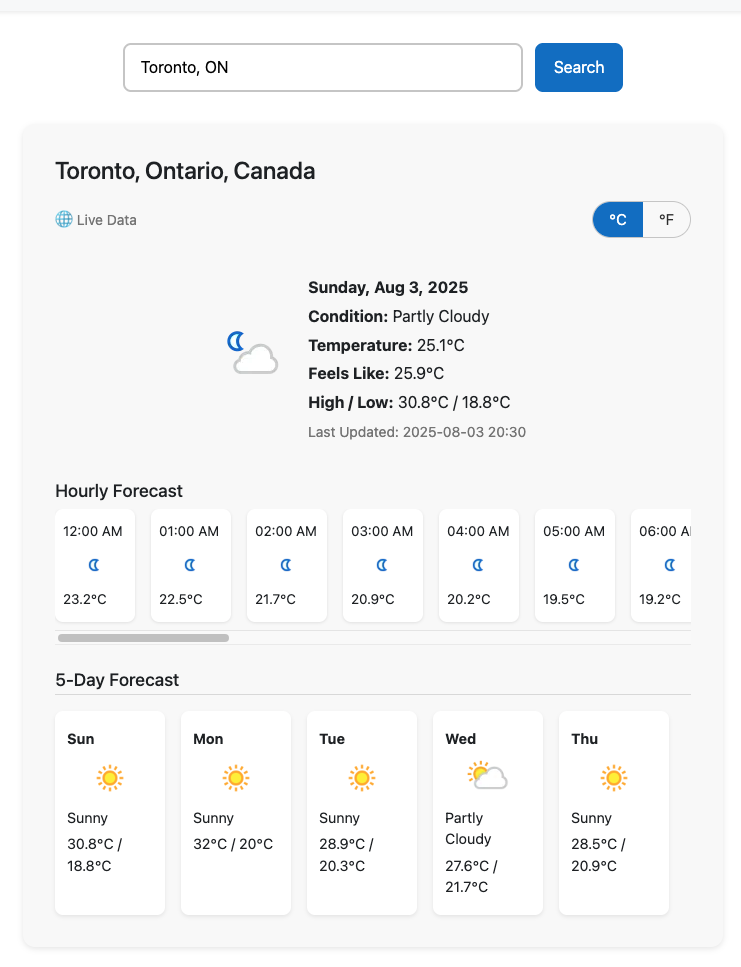 Toronto, ON
Search
Toronto, Ontario, Canada
Live Data
°C
°F
Sunday, Aug 3, 2025
Condition: Partly Cloudy
Temperature: 25.1°C
Feels Like: 25.9°C
High / Low: 30.8°C / 18.8°C
Last Updated: 2025-08-03 20:30
Hourly Forecast
12:00 AM
23.2°C
01:00 AM
22.5°C
02:00 AM
21.7°C
03:00 AM
20.9°C
04:00 AM
20.2°C
05:00 AM
19.5°C
06:00 A
19.2°C
5-Day Forecast
Sun
Sunny
30.8°C /
18.8°C
Mon
Sunny
32°C / 20°C
Tue
Sunny
28.9°C /
20.3°C
Wed
Partly
Cloudy
27.6°C /
21.7°C
Thu
Sunny
28.5°C /
20.9°C